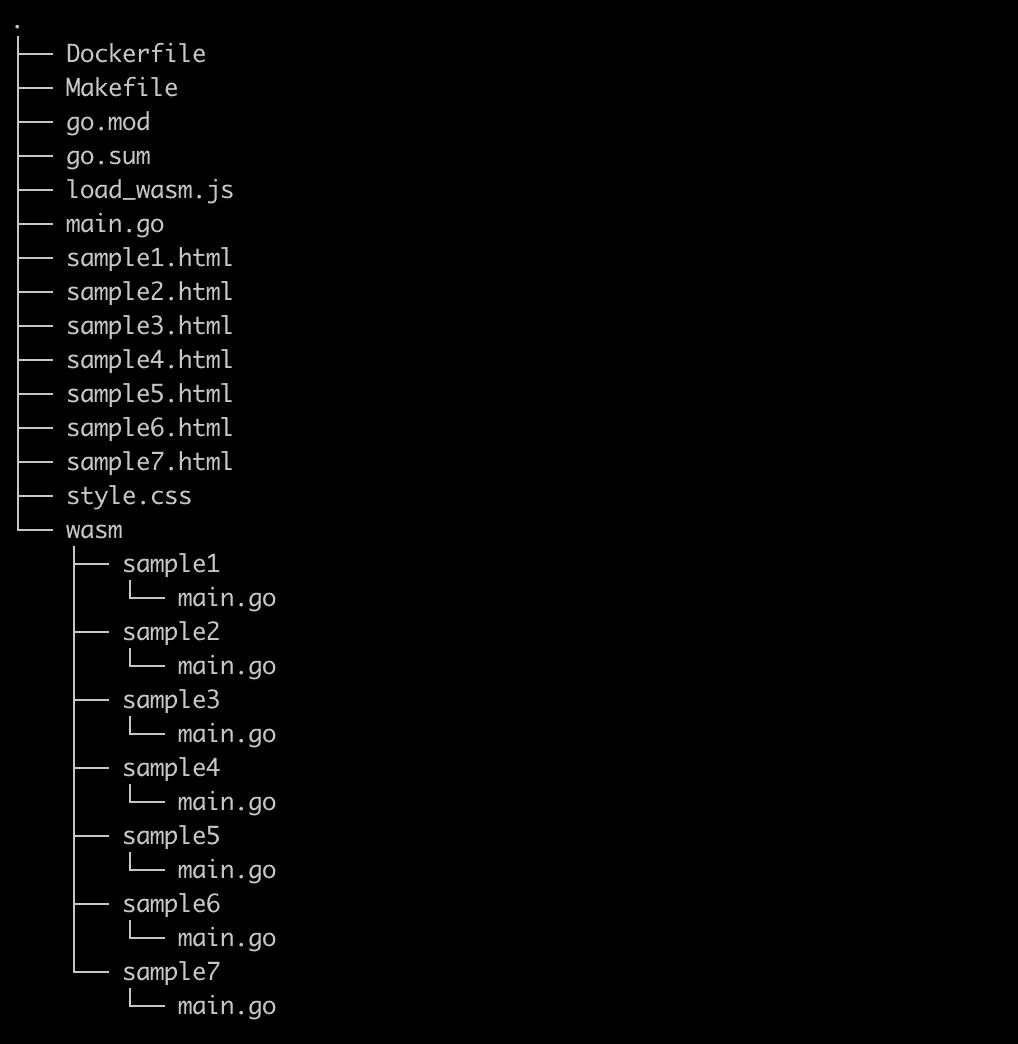 .
├── Dockerfile
├── Makefile
├── go.mod
├── go.sum
├── load_wasm.js
├── main.go
├── sample1.html
├── sample2.html
├── sample3.html
├── sample4.html
├── sample5.html
├── sample6.html
├── sample7.html
├── style.css
└── wasm
    ├── sample1
    │   └── main.go
    ├── sample2
    │   └── main.go
    ├── sample3
    │   └── main.go
    ├── sample4
    │   └── main.go
    ├── sample5
    │   └── main.go
    ├── sample6
    │   └── main.go
    └── sample7
        └── main.go